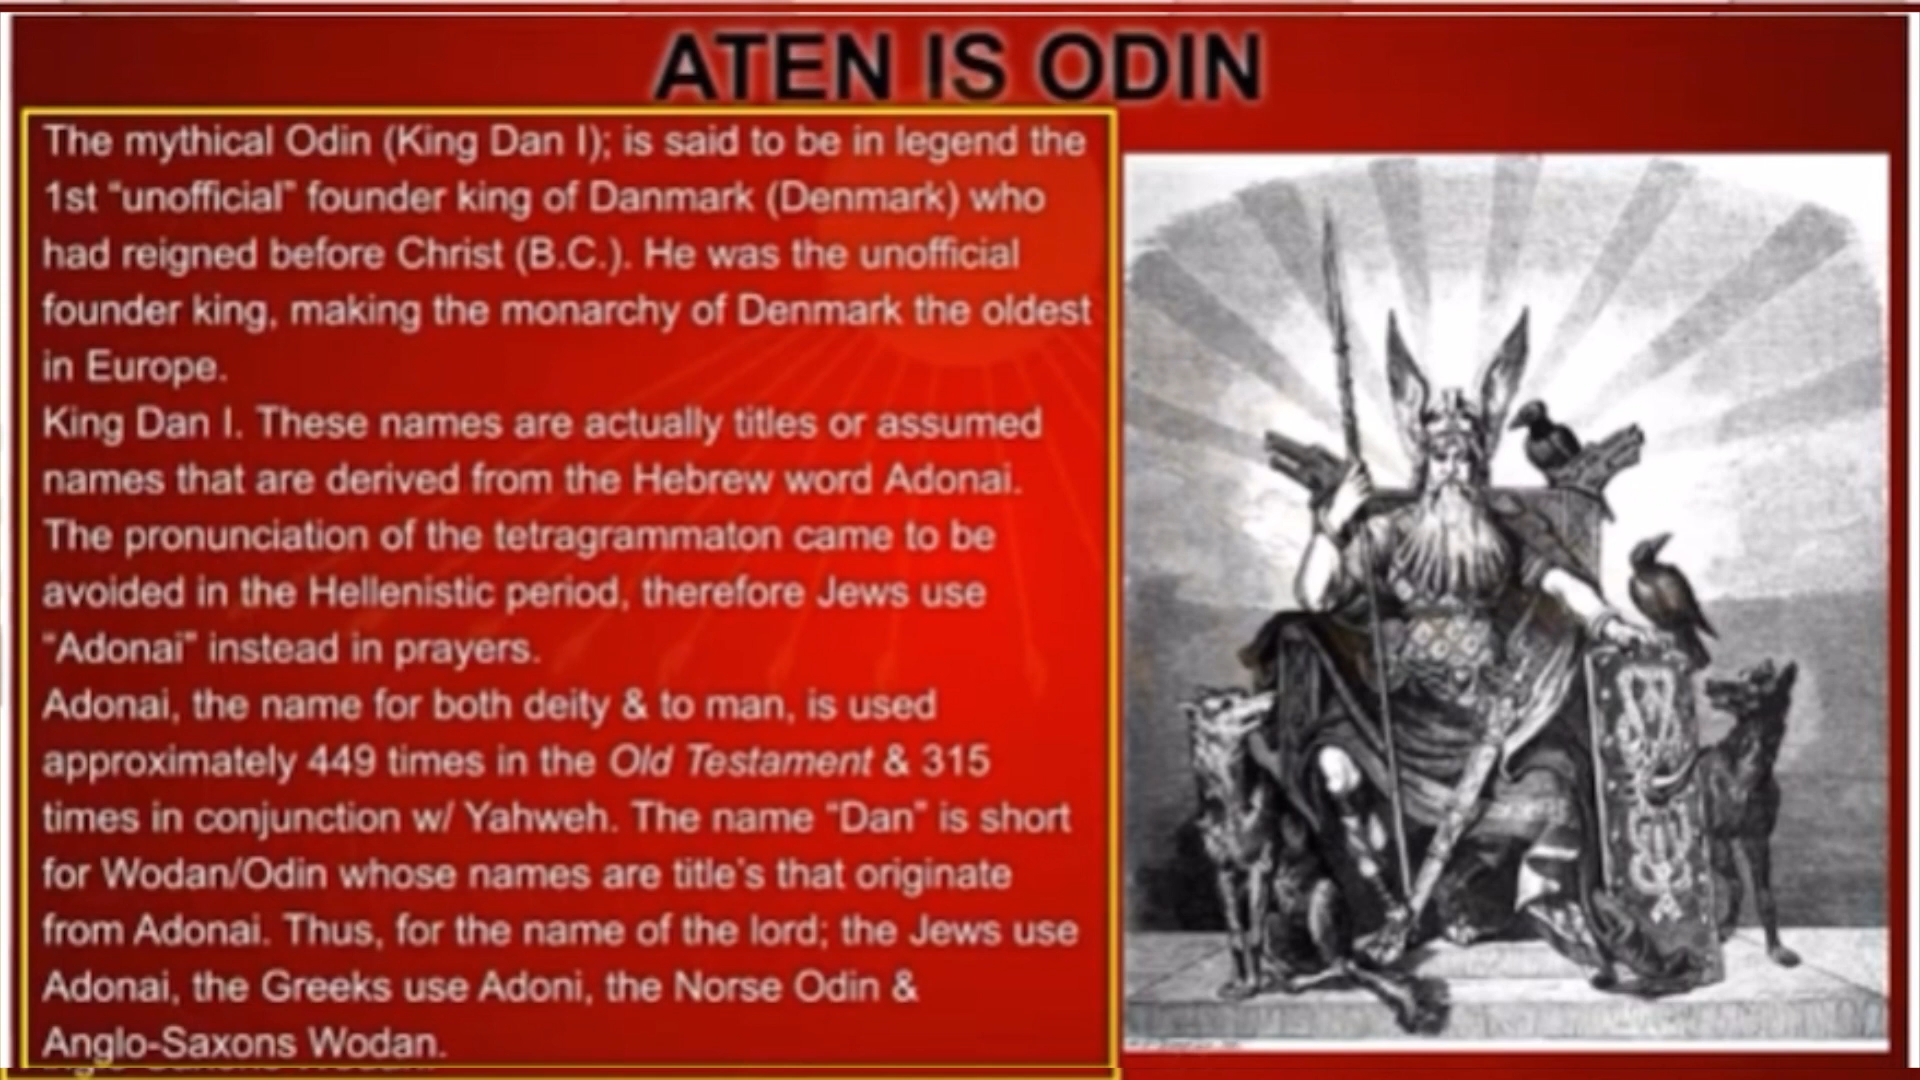 ATEN IS ODIN
The mythical Odin (King Dan I); is said to be in legend the
1st “unofficial” founder king of Danmark (Denmark) who
had reigned before Christ (B.C.). He was the unofficial
founder king, making the monarchy of Denmark the oldest
in Europe.
King Dan I. These names are actually titles or assumed
names that are derived from the Hebrew word Adonai.
The pronunciation of the tetragrammaton came to be
avoided in the Hellenistic period, therefore Jews use
“Adonai” instead in prayers.
Adonai, the name for both deity & to man, is used
approximately 449 times in the Old Testament & 315
times in conjunction w/ Yahweh. The name “Dan” is short
for Wodan/Odin whose names are title’s that originate
from Adonai. Thus, for the name of the lord; the Jews use
Adonai, the Greeks use Adoni, the Norse Odin &
Anglo-Saxons Wodan.